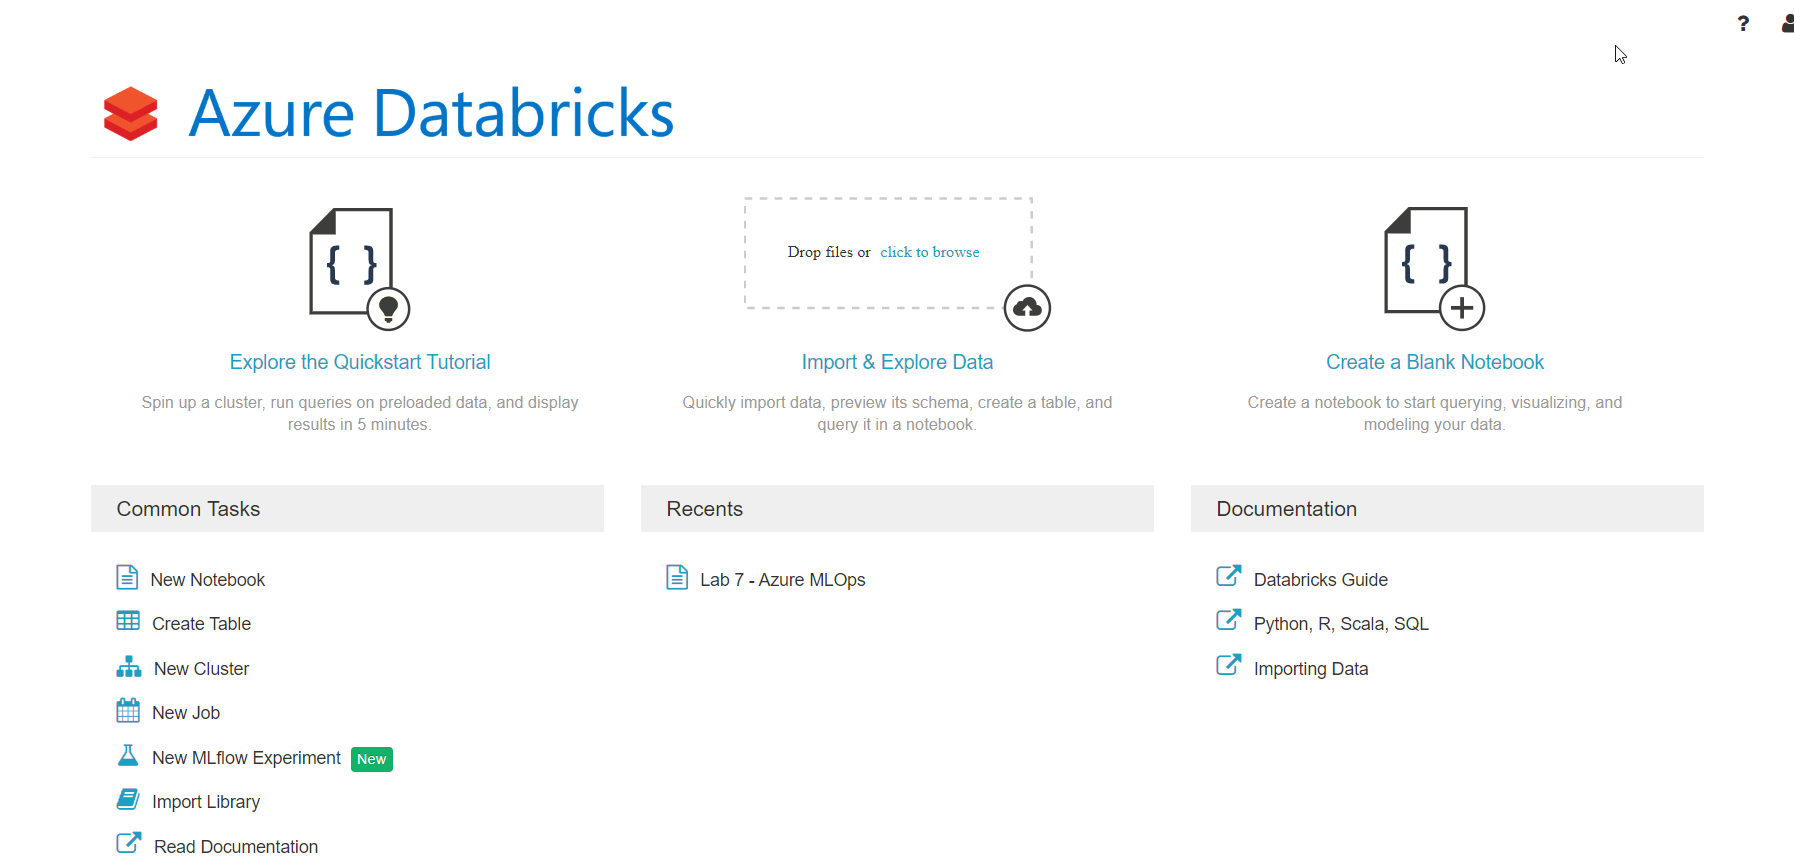 ?
Azure Databricks
{ }
Drop files or click to browse
{ }
Explore the Quickstart Tutorial
Spin up a cluster, run queries on preloaded data, and display
results in 5 minutes.
Import & Explore Data
Quickly import data, preview its schema, create a table, and
query it in a notebook.
Create a Blank Notebook
Create a notebook to start querying, visualizing, and
modeling your data.
Common Tasks
New Notebook
Create Table
New Cluster
New Job
New MLflow Experiment New
Import Library
Read Documentation
Recents
Lab 7 - Azure MLOps
Documentation
Databricks Guide
Python, R, Scala, SQL
Importing Data